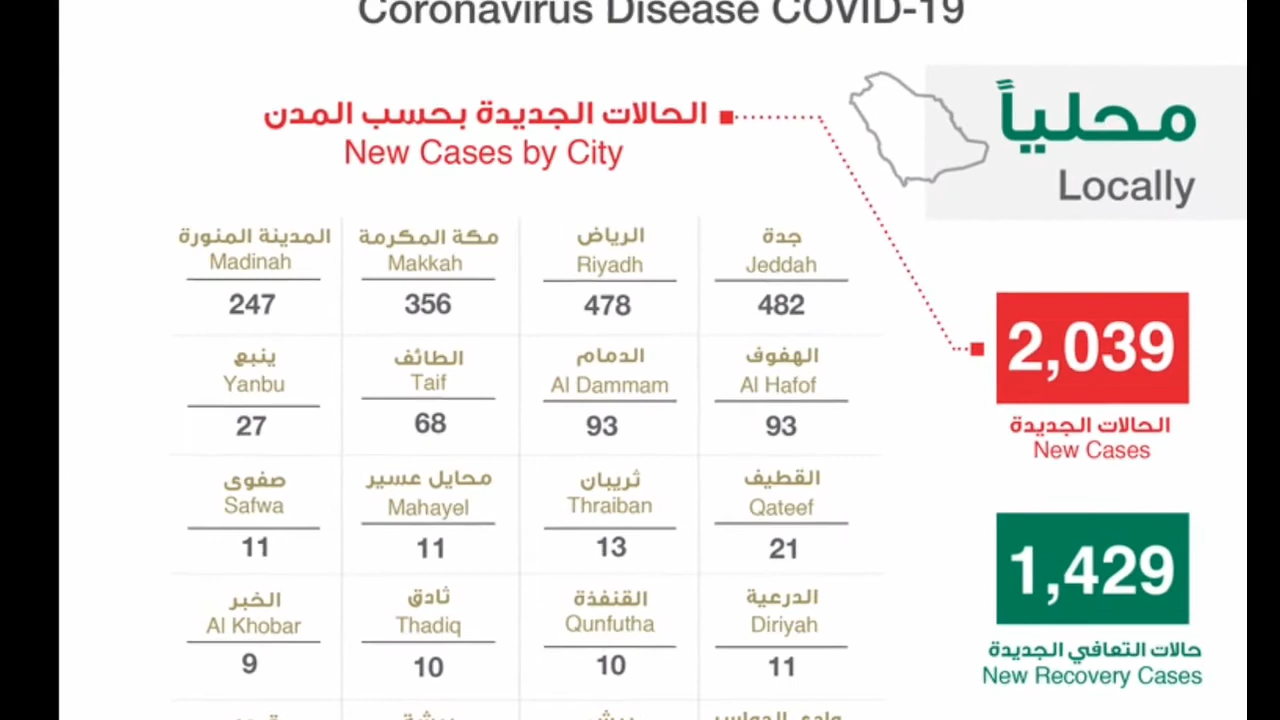 Coronavirus Disease COVID-19
محلياً
Locally
الحالات الجديدة بحسب المدن
New Cases by City
جدة
Jeddah
482
الرياض
Riyadh
478
مكة المكرمة
Makkah
356
المدينة المنورة
Madinah
247
الهفوف
Al Hafof
93
الدمام
Al Dammam
93
الطائف
Taif
68
ينبع
Yanbu
27
القطيف
Qateef
21
ثريبان
Thraiban
13
محايل عسير
Mahayel
11
صفوى
Safwa
11
الدرعية
Diriyah
11
القنفذة
Qunfutha
10
ثادق
Thadiq
10
الخبر
Al Khobar
9
وادي الدواسر
بيش
بيشة
2,039
الحالات الجديدة
New Cases
1,429
حالات التعافي الجديدة
New Recovery Cases